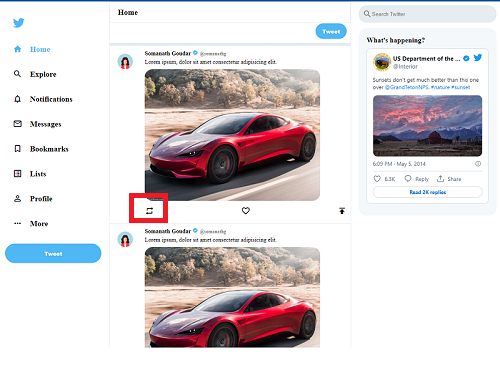 Home
Explore
Notifications
Messages
Bookmarks
Lists
Profile
More
Tweet
Home
Tweet
Somanath Goudar @somanathg
Lorem ipsum, dolor sit amet consectetur adipisicing elit.
Somanath Goudar @somanathg
Lorem ipsum, dolor sit amet consectetur adipisicing elit.
Search Twitter
What's happening?
US Department of the ...
@Interior
Sunsets don't get much better than this one
over @GrandTetonNPS. #nature #sunset
6:09 PM · May 5, 2014
6.3K Reply Share
Read 2K replies